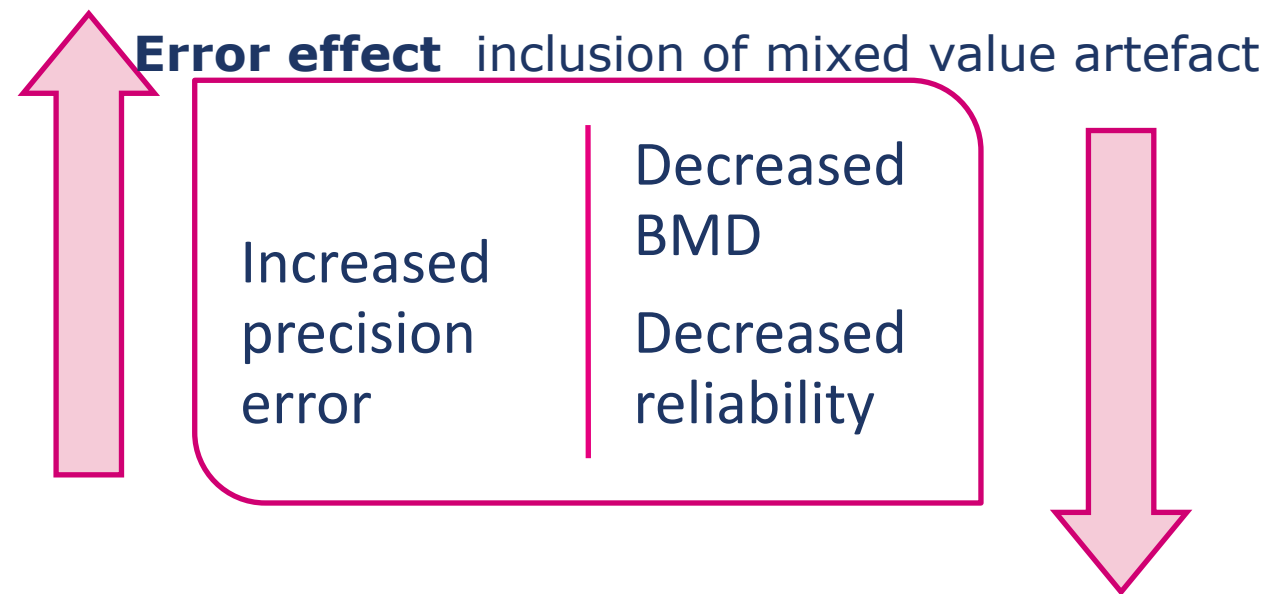 Error effect inclusion of mixed value artefact
Increased
precision
error
Decreased
BMD
Decreased
reliability